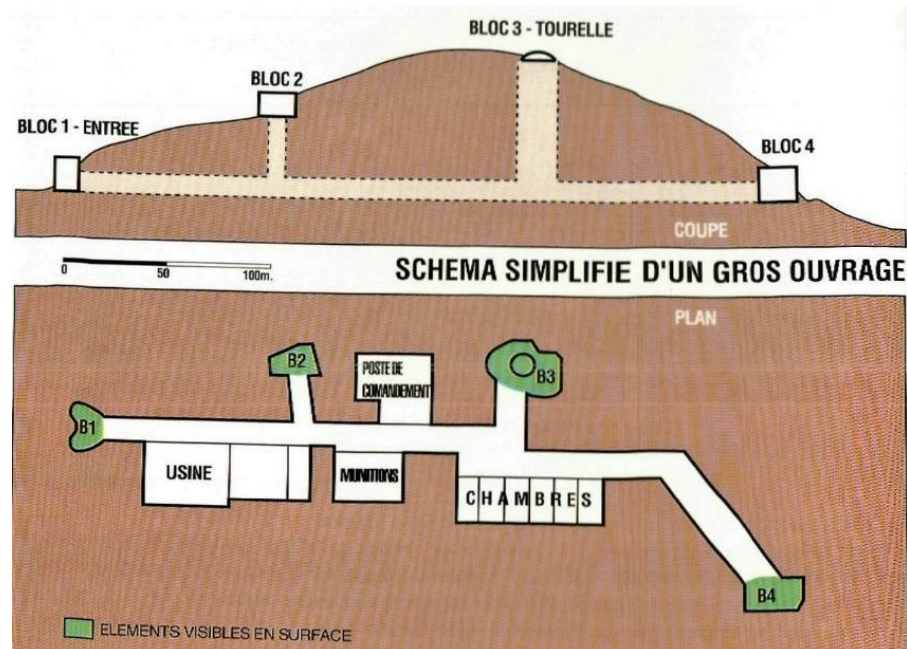 BLOC 3 - TOURELLE
BLOC 2
BLOC 1 - ENTREE
BLOC 4
COUPE
0 50 100m.
SCHEMA SIMPLIFIE D'UN GROS OUVRAGE
PLAN
B2
POSTE DE
COMANDEMENT
B3
B1
USINE
MUNITIONS
CHAMBRES
B4
ELEMENTS VISIBLES EN SURFACE